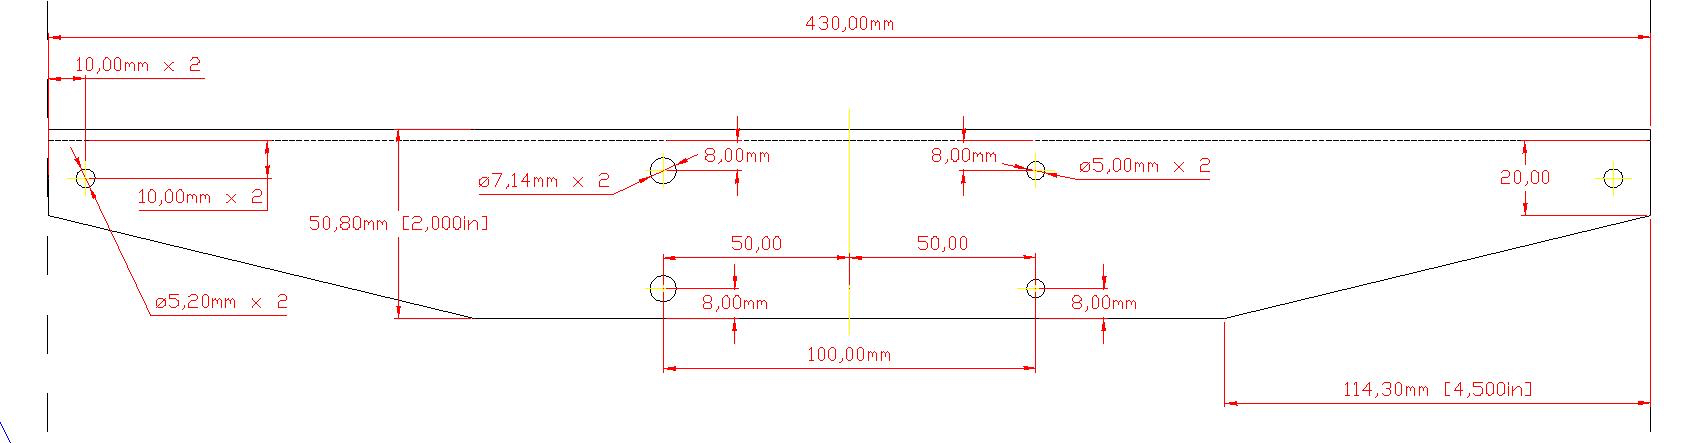 430,00mm
10,00mm x 2
8,00mm
8,00mm
ø5,00mm x 2
ø7,14mm x 2
20,00
10,00mm x 2
50,80mm [2,000in]
50,00
50,00
ø5,20mm x 2
8,00mm
8,00mm
100,00mm
114,30mm [4,500in]